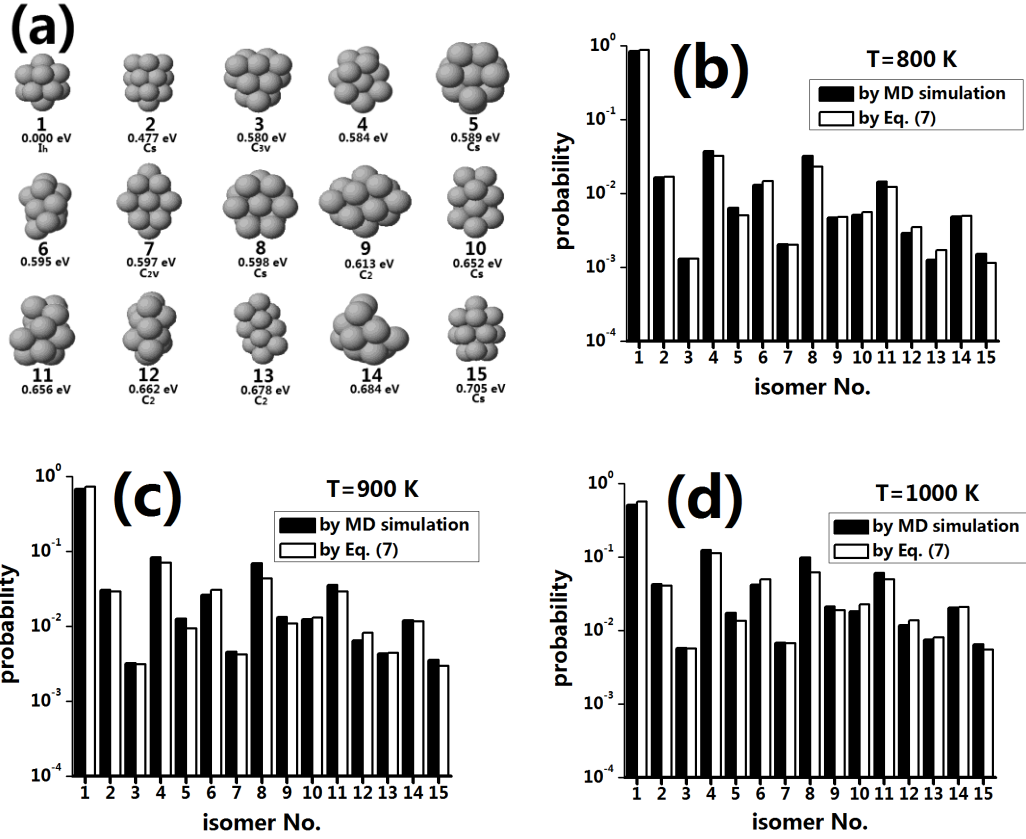 (a)
1
0.000 eV
Ih
2
0.477 eV
Cs
3
0.580 eV
C3v
4
0.584 eV
5
0.589 eV
Cs
6
0.595 eV
7
0.597 eV
C2v
8
0.598 eV
Cs
9
0.613 eV
C2
10
0.652 eV
Cs
11
0.656 eV
12
0.662 eV
C2
13
0.678 eV
C2
14
0.684 eV
15
0.705 eV
Cs
(b)
T=800 K
by MD simulation
by Eq. (7)
probability
10^0
10^-1
10^-2
10^-3
10^-4
1 2 3 4 5 6 7 8 9 10 11 12 13 14 15
isomer No.
(c)
T=900 K
by MD simulation
by Eq. (7)
probability
10^0
10^-1
10^-2
10^-3
10^-4
1 2 3 4 5 6 7 8 9 10 11 12 13 14 15
isomer No.
(d)
T=1000 K
by MD simulation
by Eq. (7)
probability
10^0
10^-1
10^-2
10^-3
10^-4
1 2 3 4 5 6 7 8 9 10 11 12 13 14 15
isomer No.